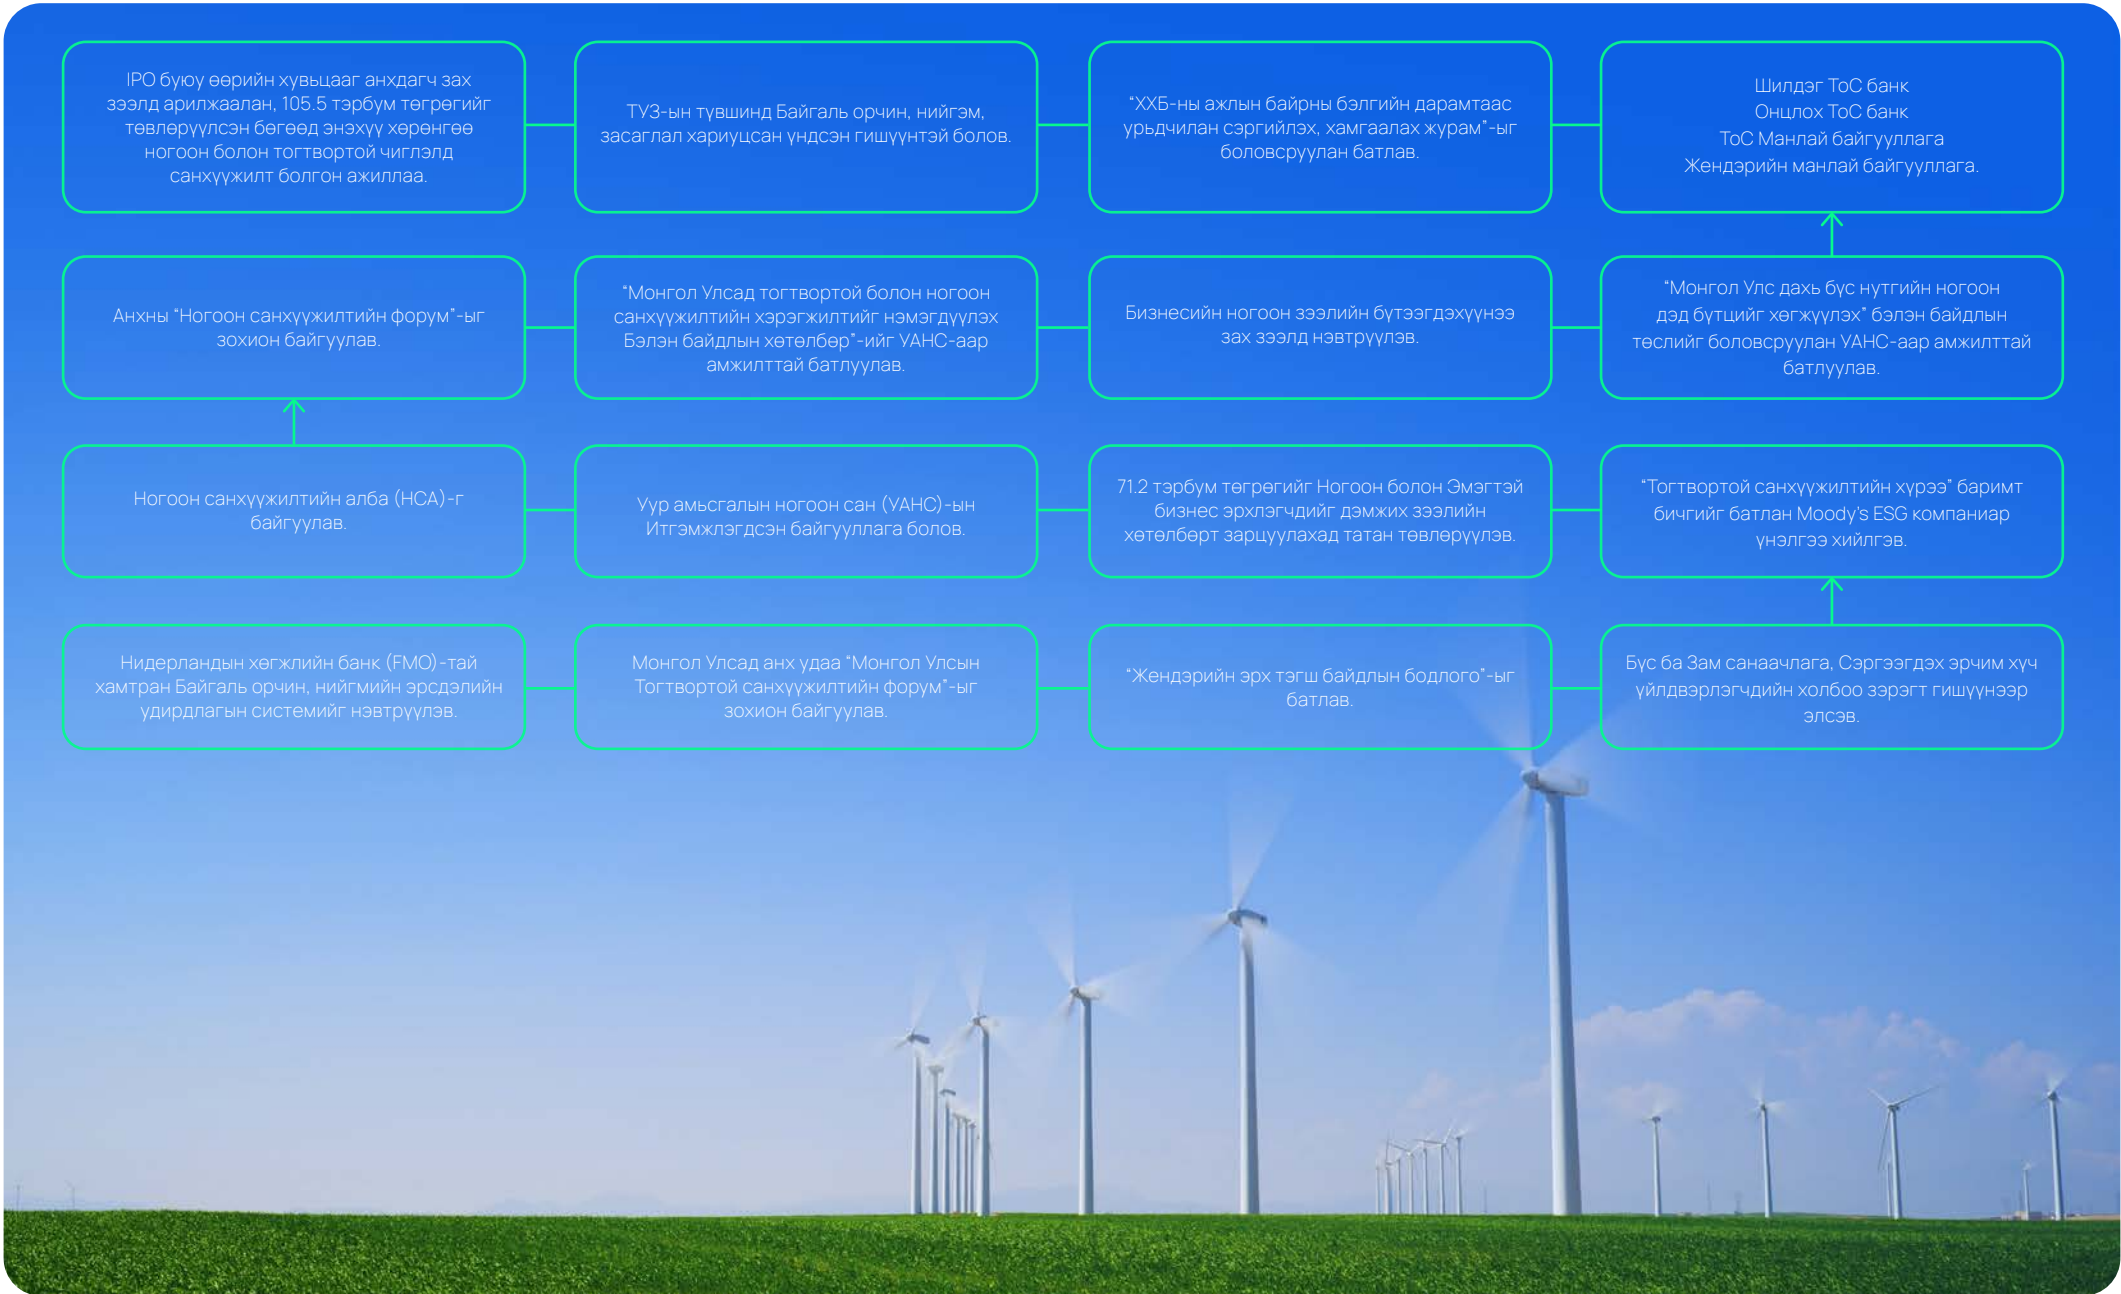 IPO буюу өөрийн хувьцааг анхдагч зах
зээлд арилжаалан, 105.5 тэрбум төгрөгийг
төвлөрүүлсэн бөгөөд энэхүү хөрөнгөө
ногоон болон тогтвортой чиглэлд
санхүүжилт болгон ажиллаа.
ТУЗ-ын түвшинд Байгаль орчин, нийгэм,
засаглал хариуцсан үндсэн гишүүнтэй болов.
“ХХБ-ны ажлын байрны бэлгийн дарамтаас
урьдчилан сэргийлэх, хамгаалах журам”-ыг
боловсруулан батлав.
Шилдэг ТоС банк
Онцлох ТоС банк
ТоС Манлай байгууллага
Жендэрийн манлай байгууллага.
Анхны “Ногоон санхүүжилтийн форум”-ыг
зохион байгуулав.
“Монгол Улсад тогтвортой болон ногоон
санхүүжилтийн хэрэгжилтийг нэмэгдүүлэх
Бэлэн байдлын хөтөлбөр”-ийг УАНС-аар
амжилттай батлуулав.
Бизнесийн ногоон зээлийн бүтээгдэхүүнээ
зах зээлд нэвтрүүлэв.
“Монгол Улс дахь бүс нутгийн ногоон
дэд бүтцийг хөгжүүлэх” бэлэн байдлын
төслийг боловсруулан УАНС-аар амжилттай
батлуулав.
Ногоон санхүүжилтийн алба (НСА)-г
байгуулав.
Уур амьсгалын ногоон сан (УАНС)-ын
Итгэмжлэгдсэн байгууллага болов.
71.2 тэрбум төгрөгийг Ногоон болон Эмэгтэй
бизнес эрхлэгчдийг дэмжих зээлийн
хөтөлбөрт зарцуулахад татан төвлөрүүлэв.
“Тогтвортой санхүүжилтийн хүрээ” баримт
бичгийг батлан Moody's ESG компаниар
үнэлгээ хийлгэв.
Нидерландын хөгжлийн банк (FMO)-тай
хамтран Байгаль орчин, нийгмийн эрсдэлийн
удирдлагын системийг нэвтрүүлэв.
Монгол Улсад анх удаа “Монгол Улсын
Тогтвортой санхүүжилтийн форум”-ыг
зохион байгуулав.
“Жендэрийн эрх тэгш байдлын бодлого”-ыг
батлав.
Бүс ба Зам санаачлага, Сэргээгдэх эрчим хүч
үйлдвэрлэгчдийн холбоо зэрэгт гишүүнээр
элсэв.